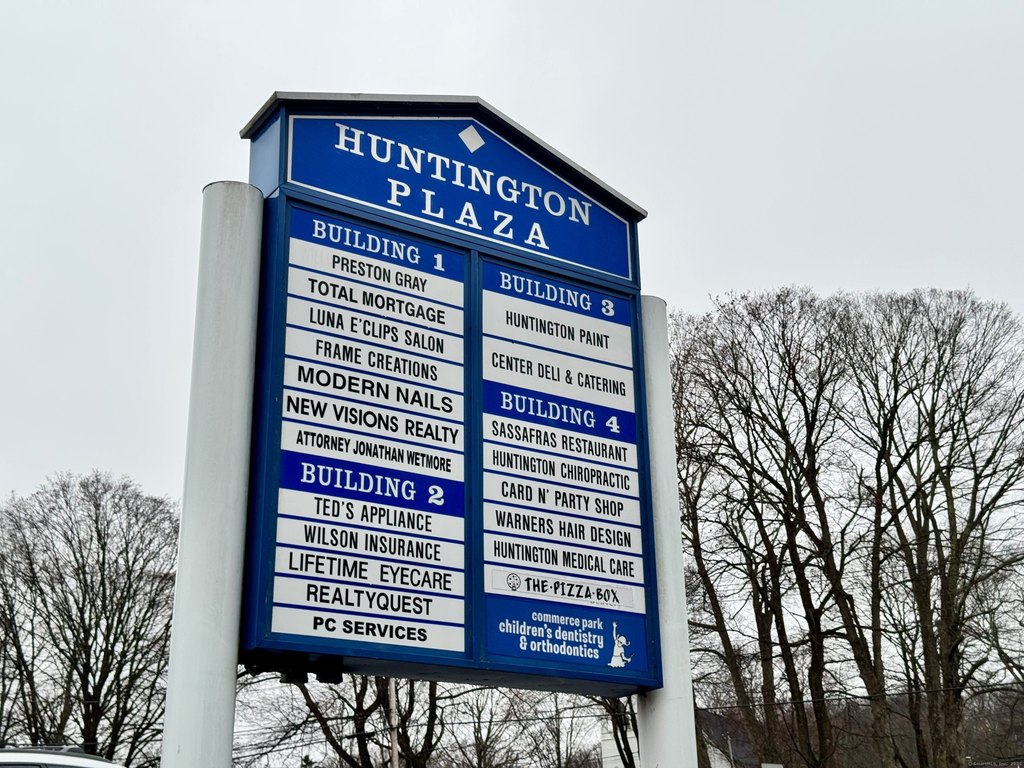 HUNTINGTON
PLAZA
BUILDING 1
PRESTON GRAY
TOTAL MORTGAGE
LUNA E'CLIPS SALON
FRAME CREATIONS
MODERN NAILS
NEW VISIONS REALTY
ATTORNEY JONATHAN WETMORE
BUILDING 2
TED'S APPLIANCE
WILSON INSURANCE
LIFETIME EYECARE
REALTYQUEST
PC SERVICES
BUILDING 3
HUNTINGTON PAINT
CENTER DELI & CATERING
BUILDING 4
SASSAFRAS RESTAURANT
HUNTINGTON CHIROPRACTIC
CARD N' PARTY SHOP
WARNERS HAIR DESIGN
HUNTINGTON MEDICAL CARE
THE·PIZZA·BOX
commerce park
children's dentistry
& orthodontics